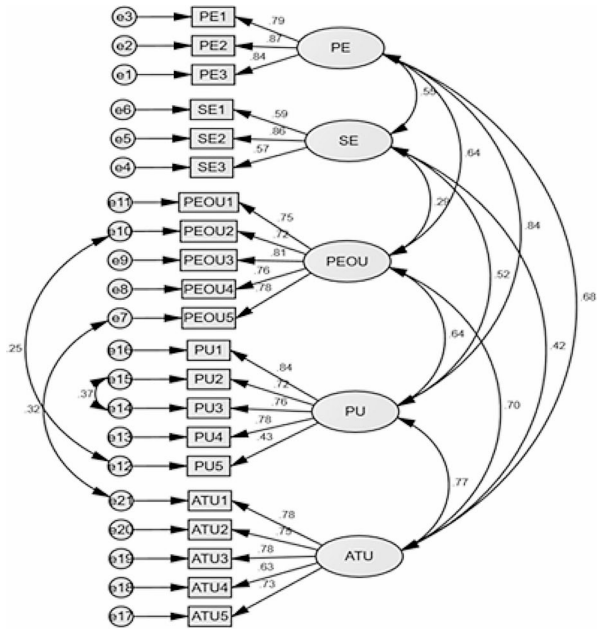 e3 PE1 .79
e2 PE2 .87 PE
e1 PE3 .84
.55
e6 SE1 .59
e5 SE2 .86 SE
e4 SE3 .57
.64
.29
e11 PEOU1 .75
e10 PEOU2 .72
e9 PEOU3 .81 PEOU
e8 PEOU4 .76
e7 PEOU5 .78
.84
.52
.68
.64
.42
.25
e16 PU1 .84
e15 PU2 .72
.37
e14 PU3 .76 PU
.32
e13 PU4 .78
e12 PU5 .43
.70
.77
e21 ATU1 .78
e20 ATU2 .75
e19 ATU3 .78 ATU
e18 ATU4 .63
e17 ATU5 .73